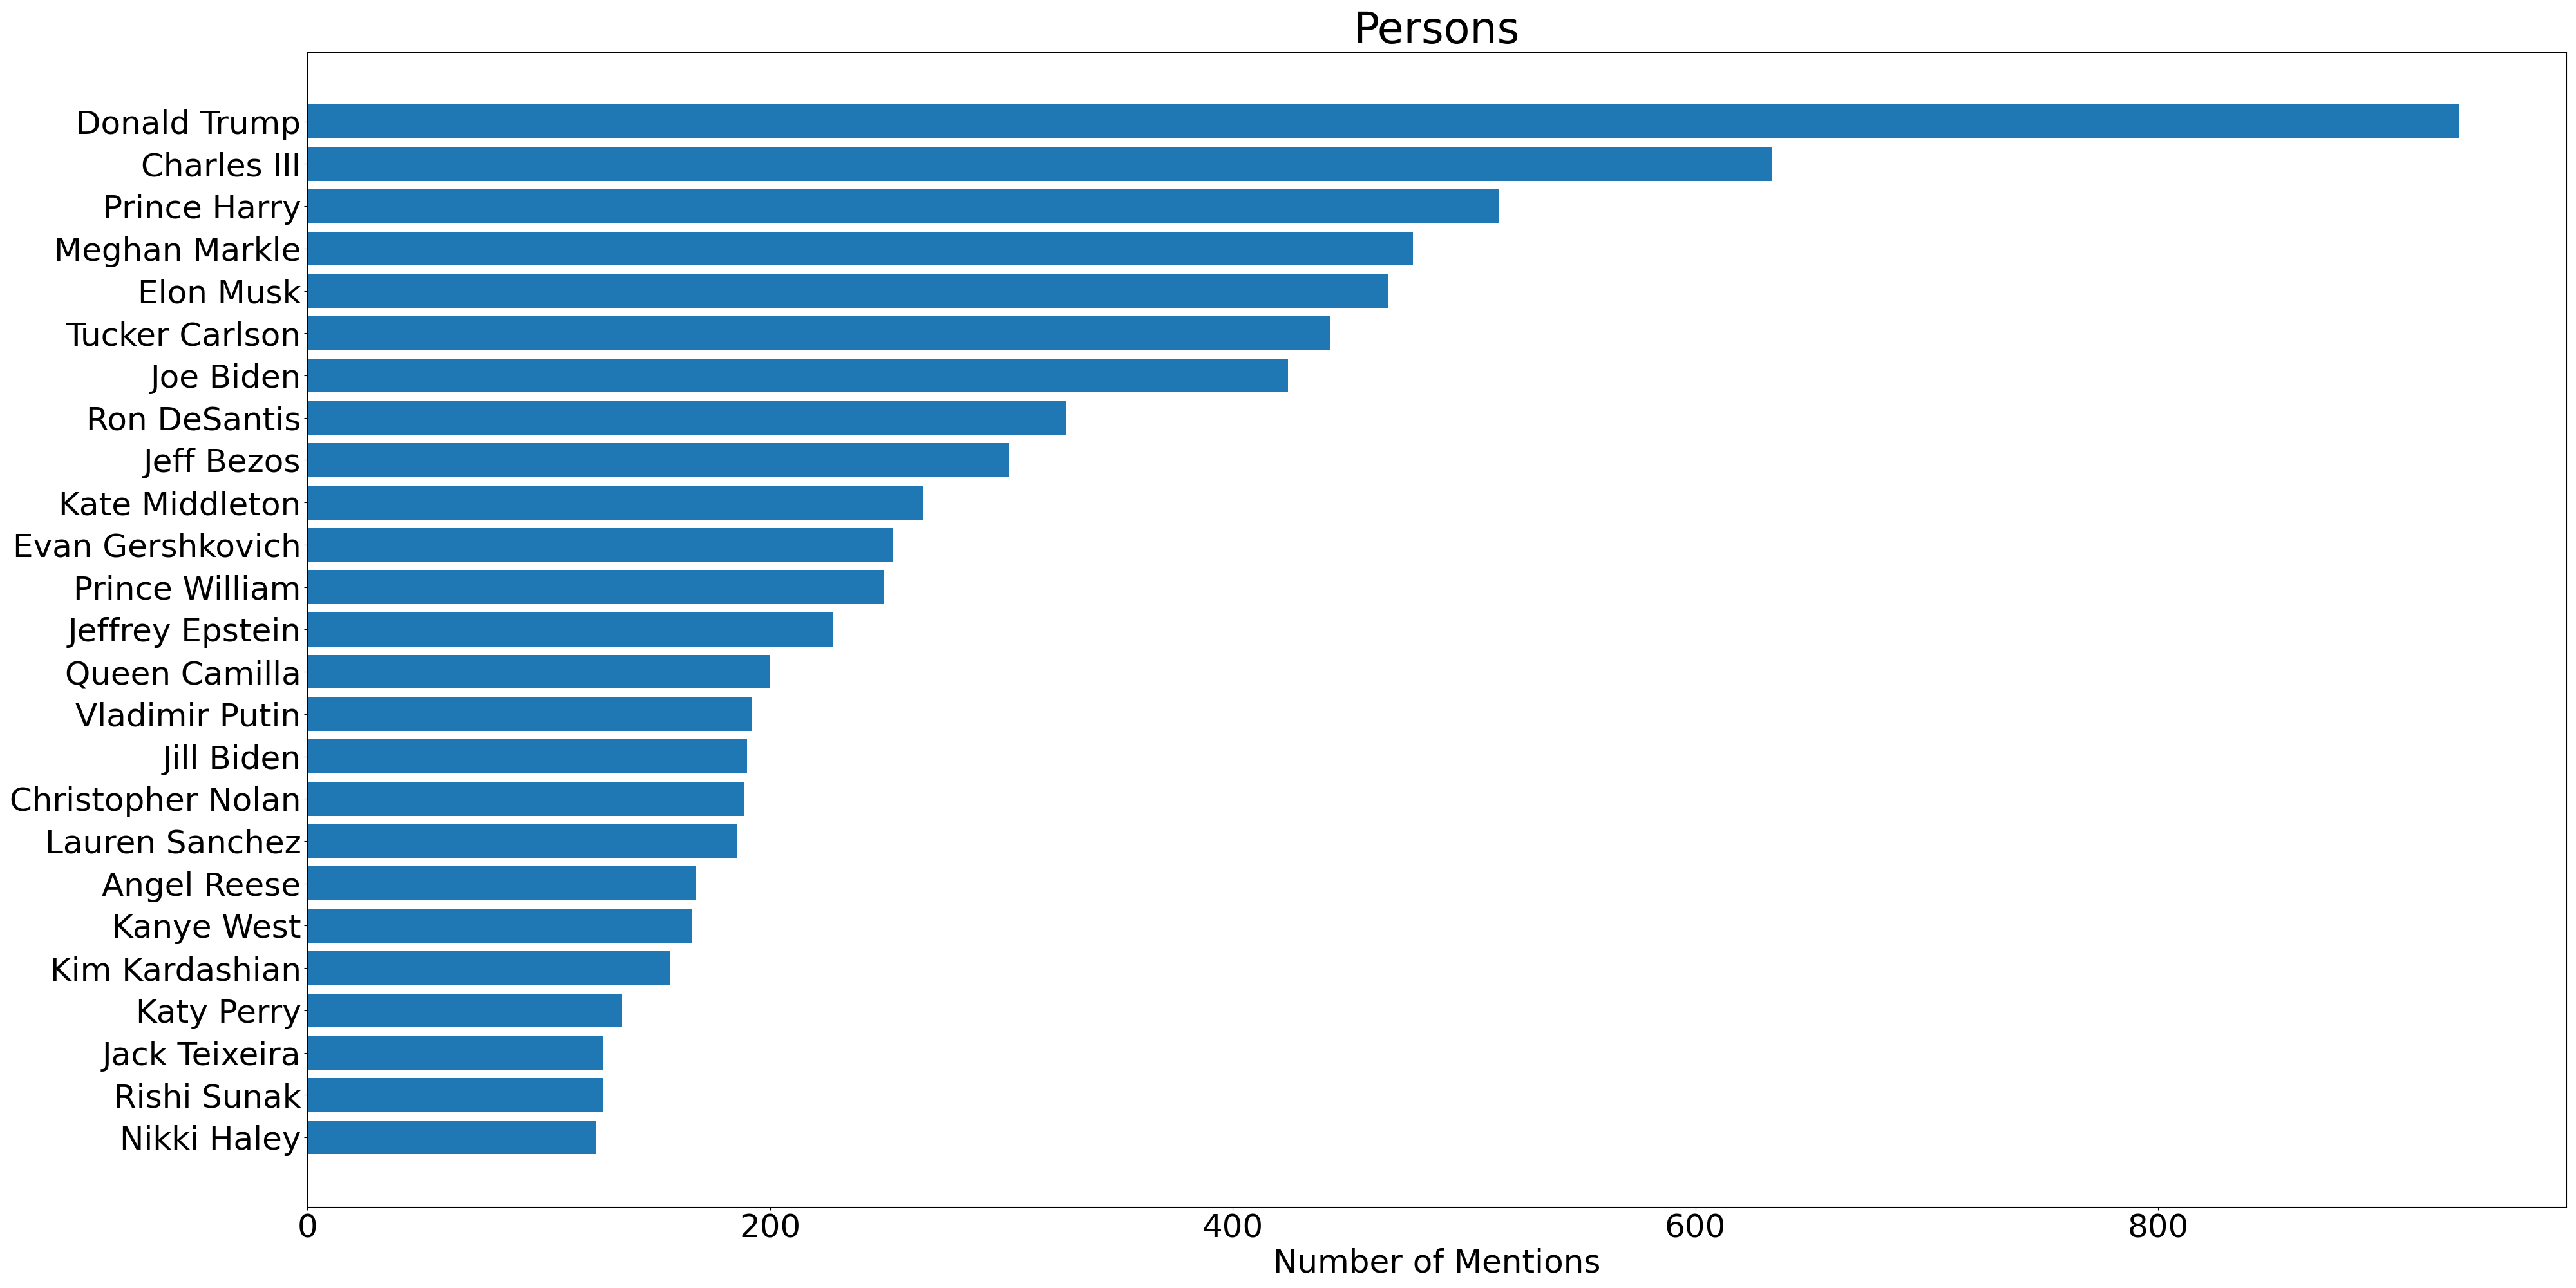 Persons
Donald Trump
Charles III
Prince Harry
Meghan Markle
Elon Musk
Tucker Carlson
Joe Biden
Ron DeSantis
Jeff Bezos
Kate Middleton
Evan Gershkovich
Prince William
Jeffrey Epstein
Queen Camilla
Vladimir Putin
Jill Biden
Christopher Nolan
Lauren Sanchez
Angel Reese
Kanye West
Kim Kardashian
Katy Perry
Jack Teixeira
Rishi Sunak
Nikki Haley
0 200 400 600 800
Number of Mentions